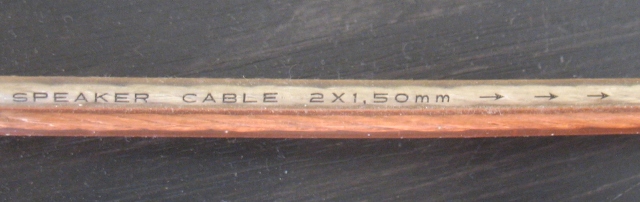 SPEAKER CABLE 2X1,50mm → → →